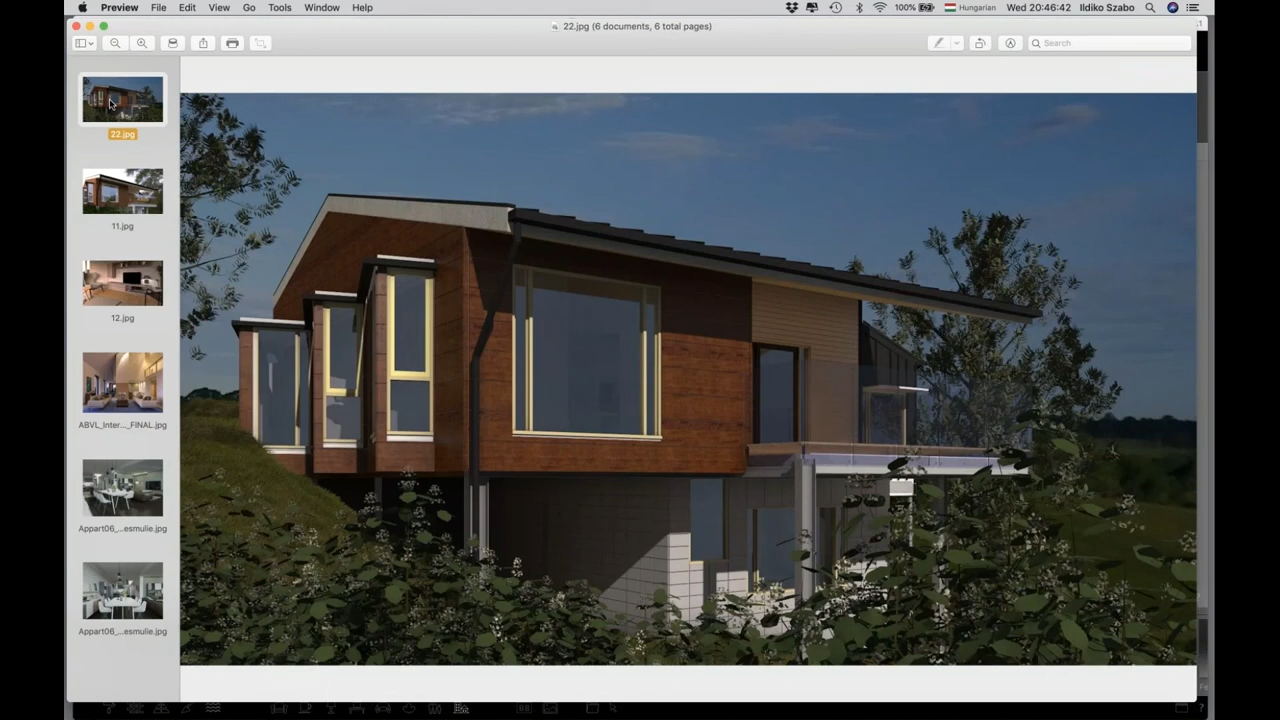 Preview File Edit View Go Tools Window Help 100% Hungarian Wed 20:46:42 Ildiko Szabo
22.jpg (6 documents, 6 total pages)
Search
22.jpg
11.jpg
12.jpg
ABVL_Inter..._FINAL.jpg
Appart06_...esmulie.jpg
Appart06_...esmulie.jpg